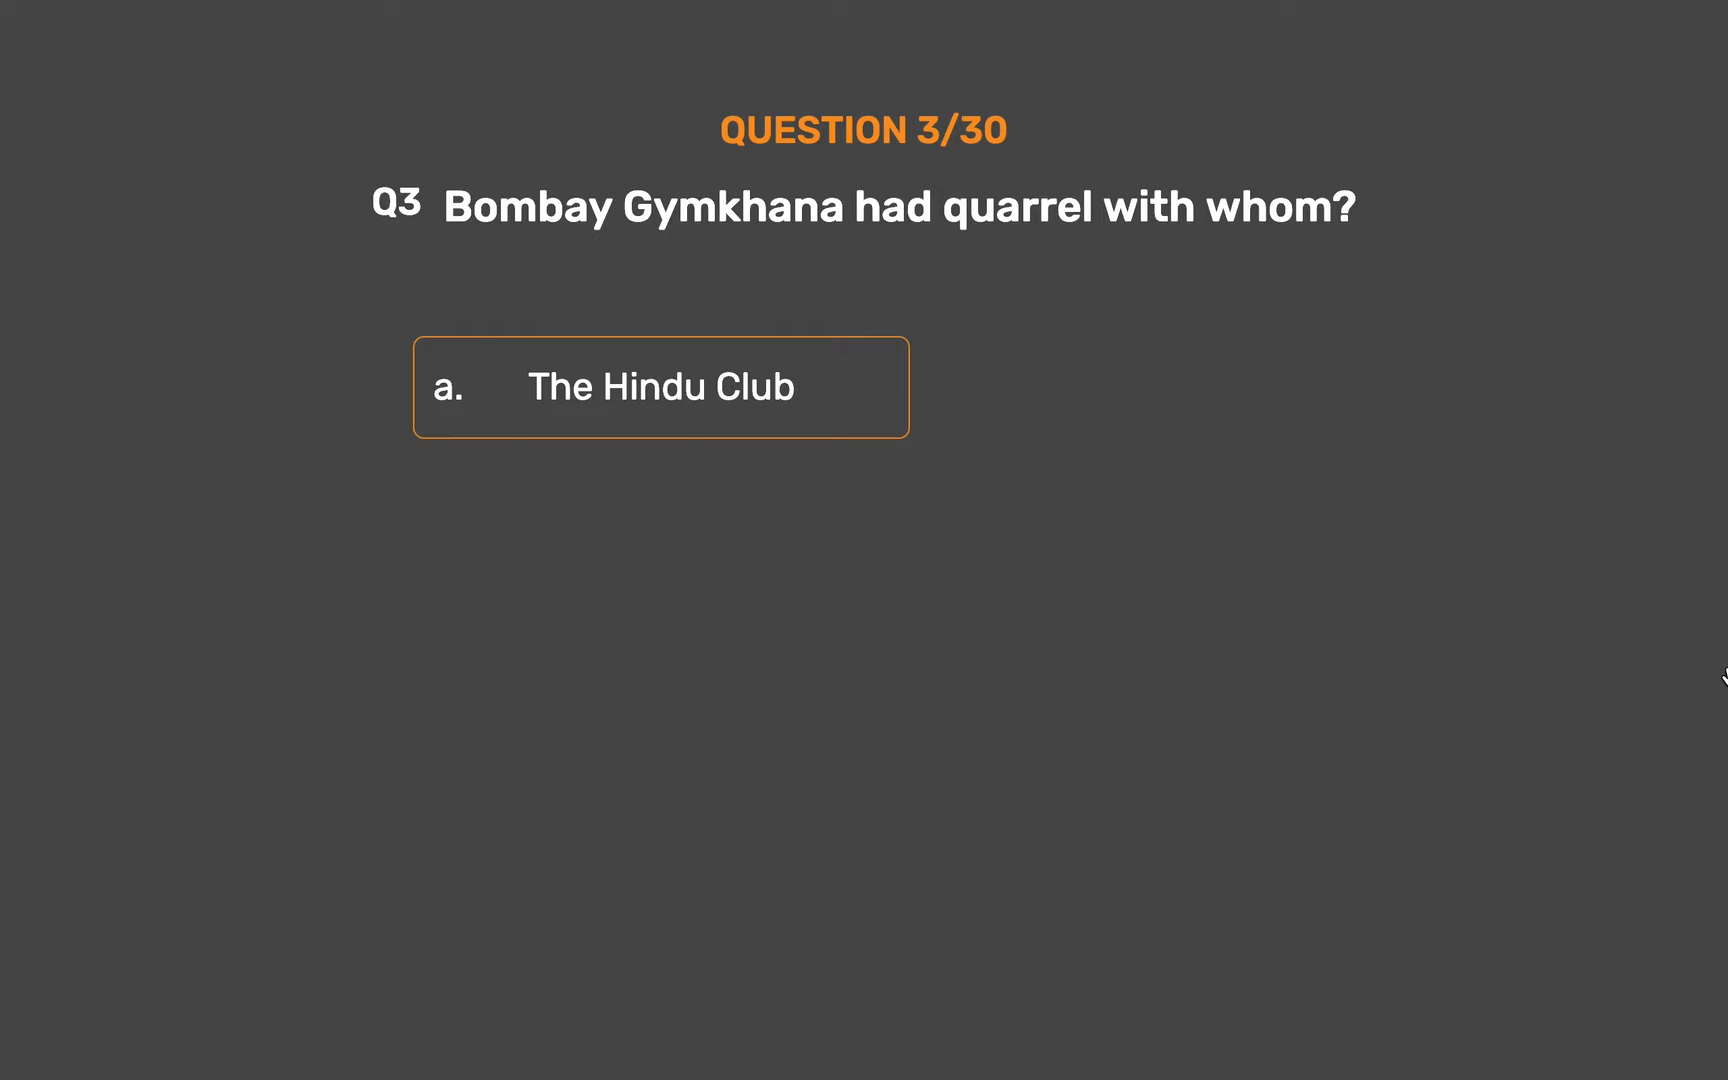 QUESTION 3/30
Q3 Bombay Gymkhana had quarrel with whom?
a. The Hindu Club